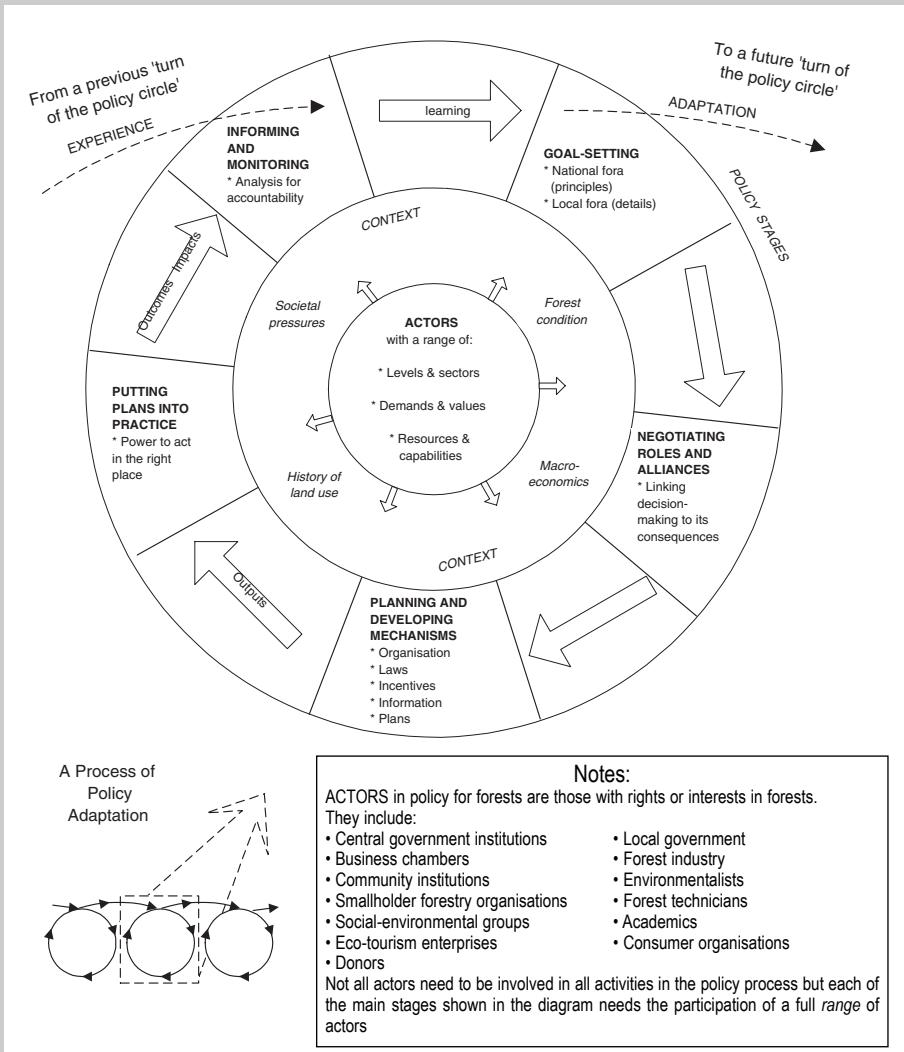 From a previous 'turn
of the policy circle'
EXPERIENCE
To a future 'turn of
the policy circle'
ADAPTATION
POLICY STAGES
INFORMING
AND
MONITORING
* Analysis for
accountability
learning
GOAL-SETTING
* National fora
(principles)
* Local fora (details)
NEGOTIATING
ROLES AND
ALLIANCES
* Linking
decision-
making to its
consequences
PLANNING AND
DEVELOPING
MECHANISMS
* Organisation
* Laws
* Incentives
* Information
* Plans
Outputs
PUTTING
PLANS INTO
PRACTICE
* Power to act
in the right
place
Outcomes Impacts
CONTEXT
Societal
pressures
Forest
condition
ACTORS
with a range of:
* Levels & sectors
* Demands & values
* Resources &
capabilities
History of
land use
Macro-
economics
CONTEXT
A Process of
Policy
Adaptation
Notes:
ACTORS in policy for forests are those with rights or interests in forests.
They include:
• Central government institutions
• Business chambers
• Community institutions
• Smallholder forestry organisations
• Social-environmental groups
• Eco-tourism enterprises
• Donors
• Local government
• Forest industry
• Environmentalists
• Forest technicians
• Academics
• Consumer organisations
Not all actors need to be involved in all activities in the policy process but each of
the main stages shown in the diagram needs the participation of a full range of
actors